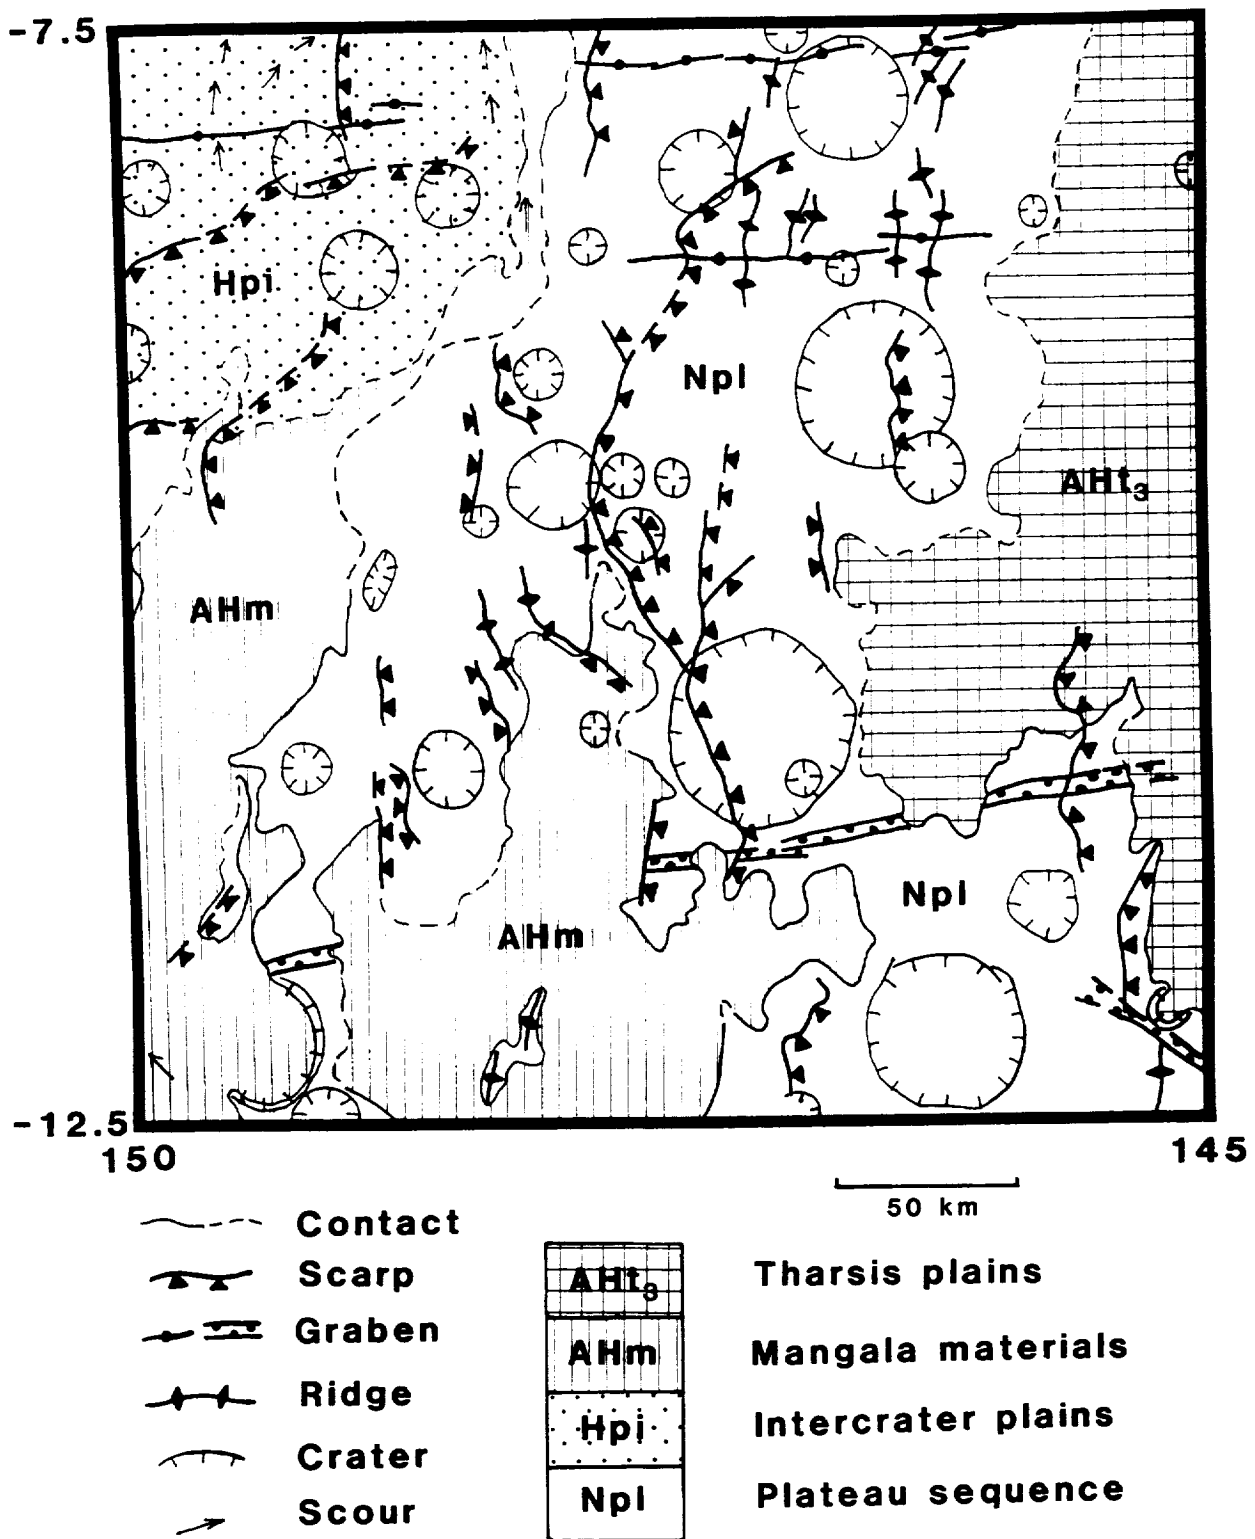 -7.5
Hpi
Npl
AHt₃
AHm
Npl
AHm
-12.5
150
145
50 km
Contact
Scarp
Graben
Ridge
Crater
Scour
AHt₃
Tharsis plains
AHm
Mangala materials
Hpi
Intercrater plains
Npl
Plateau sequence